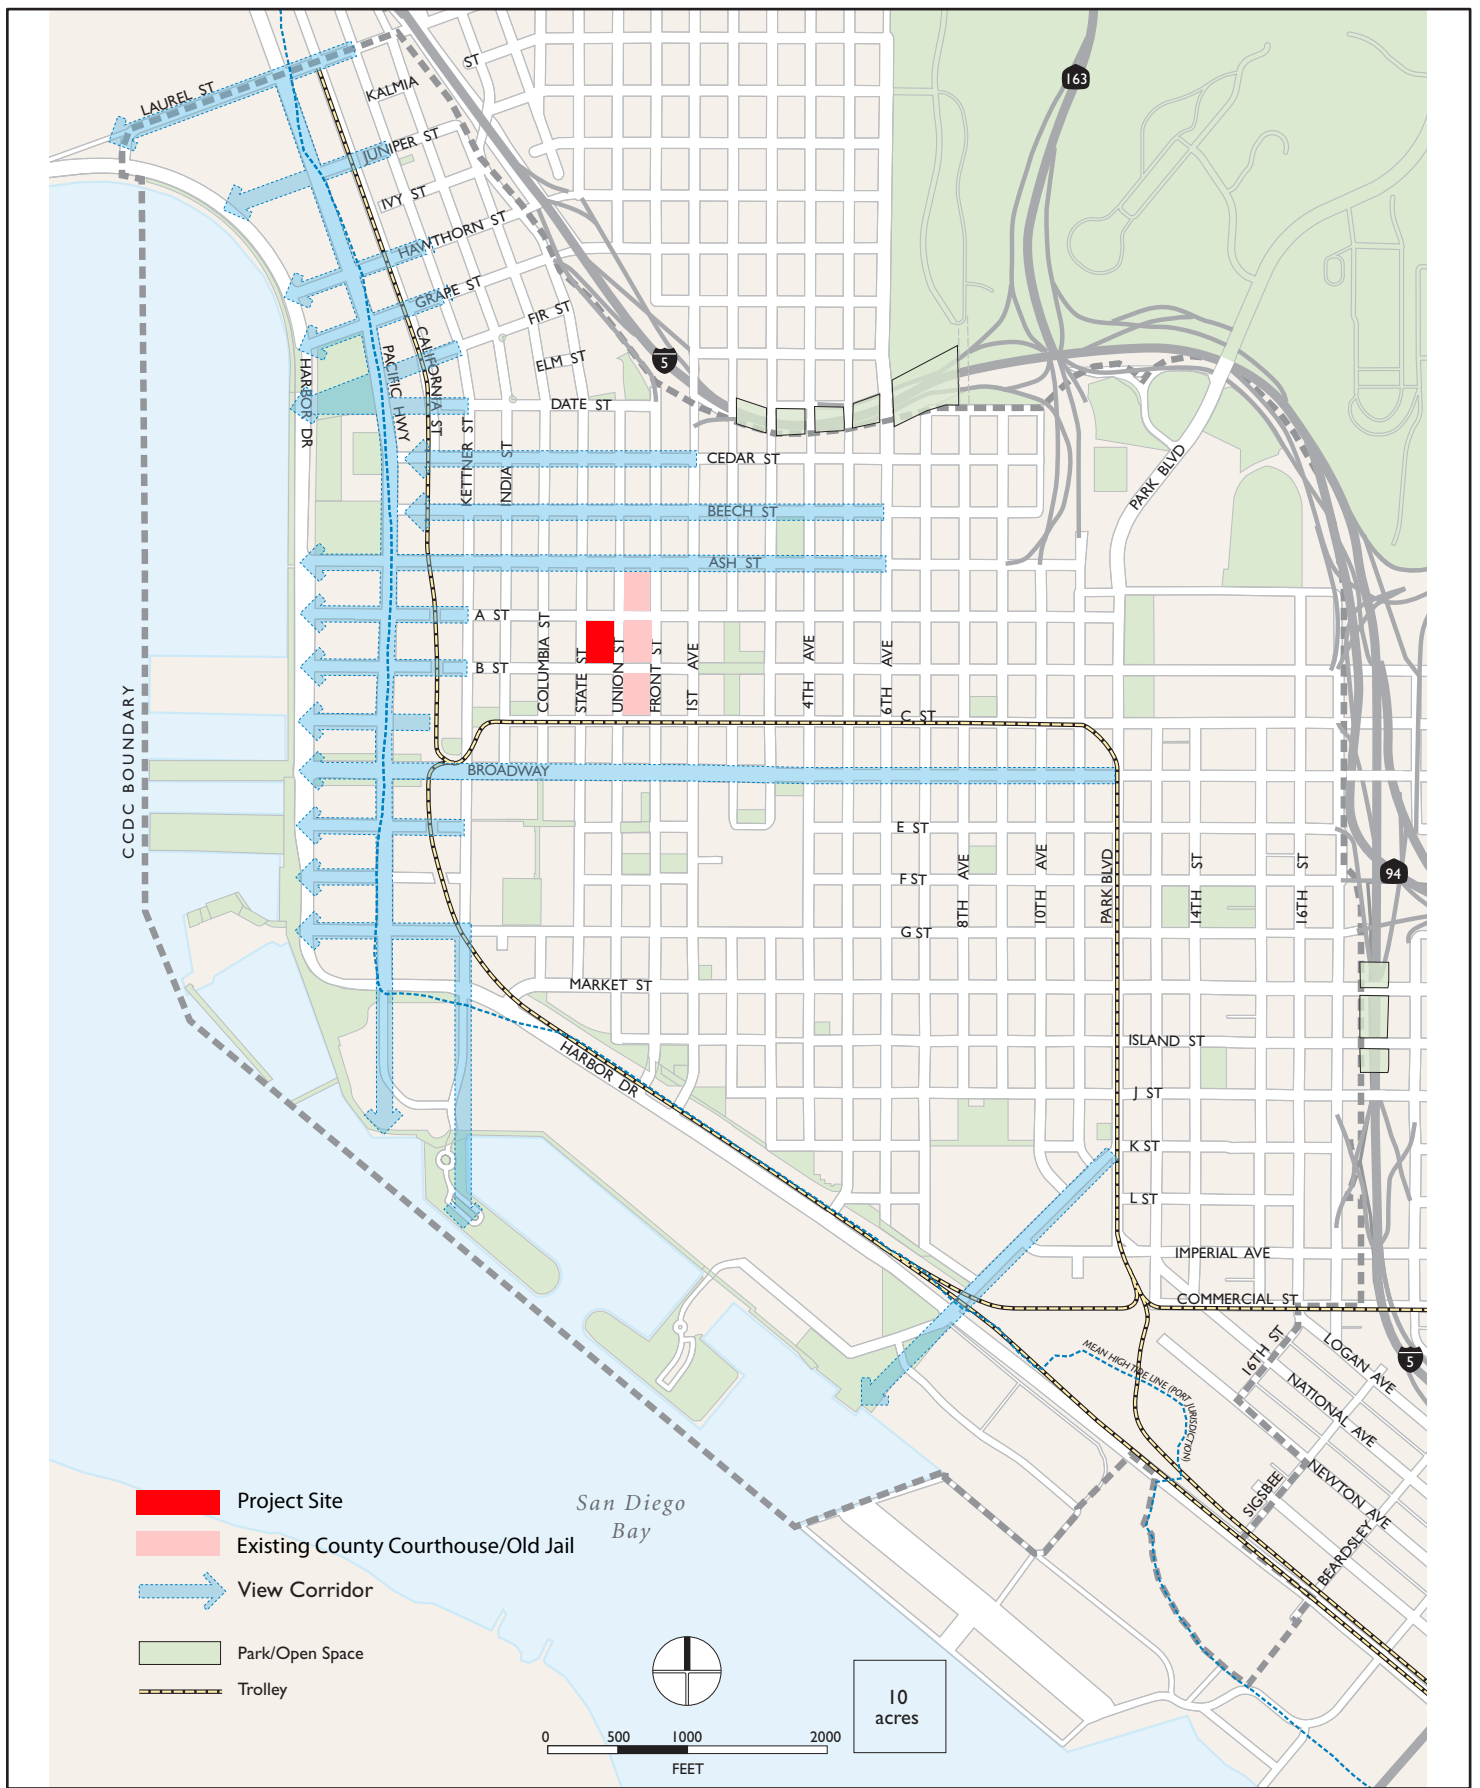 163
ST
KALMIA
LAUREL ST
JUNIPER ST
IVY ST
HAWTHORN ST
GRAPE ST
FIR ST
ELM ST
5
CALIFORNIA ST
PACIFIC HWY
HARBOR DR
DATE ST
KETTNER ST
INDIA ST
CEDAR ST
PARK BLVD
BEECH ST
ASH ST
A ST
B ST
COLUMBIA ST
STATE ST
UNION ST
FRONT ST
1ST AVE
4TH AVE
6TH AVE
C ST
CCDC BOUNDARY
BROADWAY
E ST
F ST
G ST
8TH AVE
10TH AVE
PARK BLVD
14TH ST
16TH ST
94
MARKET ST
ISLAND ST
HARBOR DR
J ST
K ST
L ST
IMPERIAL AVE
COMMERCIAL ST
MEAN HIGH TIDE LINE (PORT JURISDICTION)
16TH ST
LOGAN AVE
5
NATIONAL AVE
NEWTON AVE
SIGSBEE
BEARDSLEY
San Diego
Bay
Project Site
Existing County Courthouse/Old Jail
View Corridor
Park/Open Space
Trolley
10
acres
0 500 1000 2000
FEET